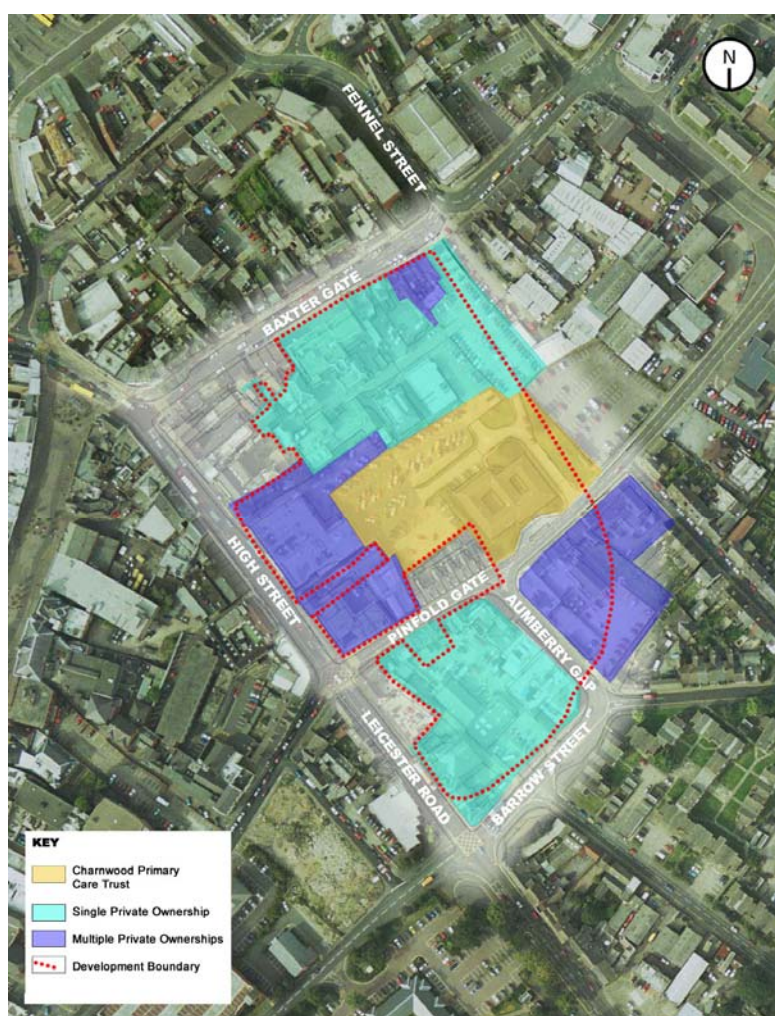 N
FENNEL STREET
BAXTER GATE
HIGH STREET
PINFOLD GATE
AUMBERRY GAP
LEICESTER ROAD
BARROW STREET
KEY
Charnwood Primary
Care Trust
Single Private Ownership
Multiple Private Ownerships
Development Boundary